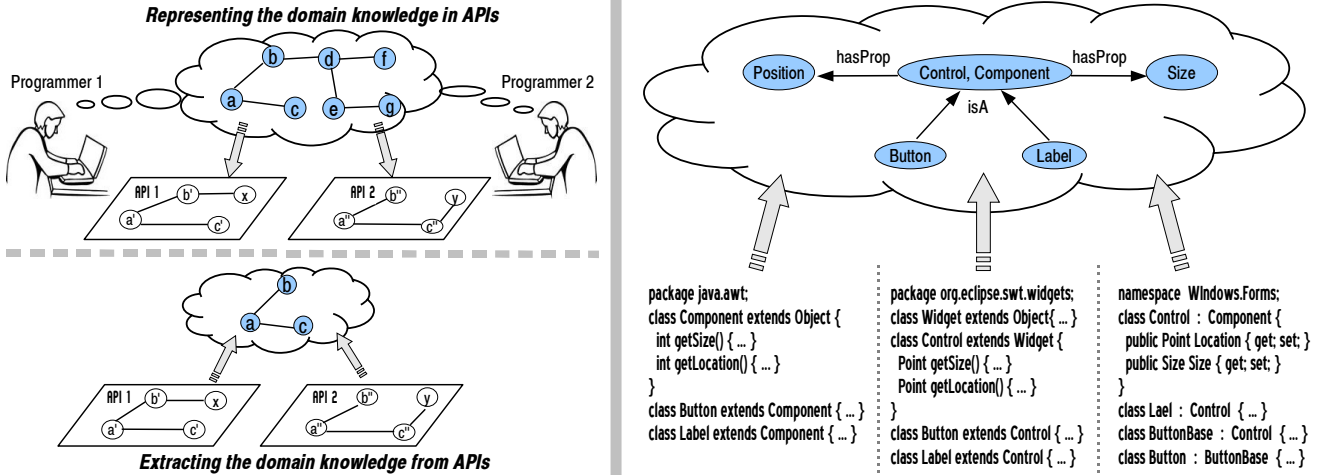 Representing the domain knowledge in APIs
Programmer 1
Programmer 2
b
d
f
a
c
e
g
API 1
b'
x
a'
c'
API 2
b''
y
a''
c''
b
a
c
API 1
b'
x
a'
c'
API 2
b''
y
a''
c''
Extracting the domain knowledge from APIs
hasProp
hasProp
Position
Control, Component
Size
isA
Button
Label
package java.awt;
class Component extends Object {
int getSize() { ... }
int getLocation() { ... }
}
class Button extends Component { ... }
class Label extends Component { ... }
package org.eclipse.swt.widgets;
class Widget extends Object{ ... }
class Control extends Widget {
Point getSize() { ... }
Point getLocation() { ... }
}
class Button extends Control { ... }
class Label extends Control { ... }
namespace WIndows.Forms;
class Control : Component {
public Point Location { get; set; }
public Size Size { get; set; }
}
class Lael : Control { ... }
class ButtonBase : Control { ... }
class Button : ButtonBase { ... }